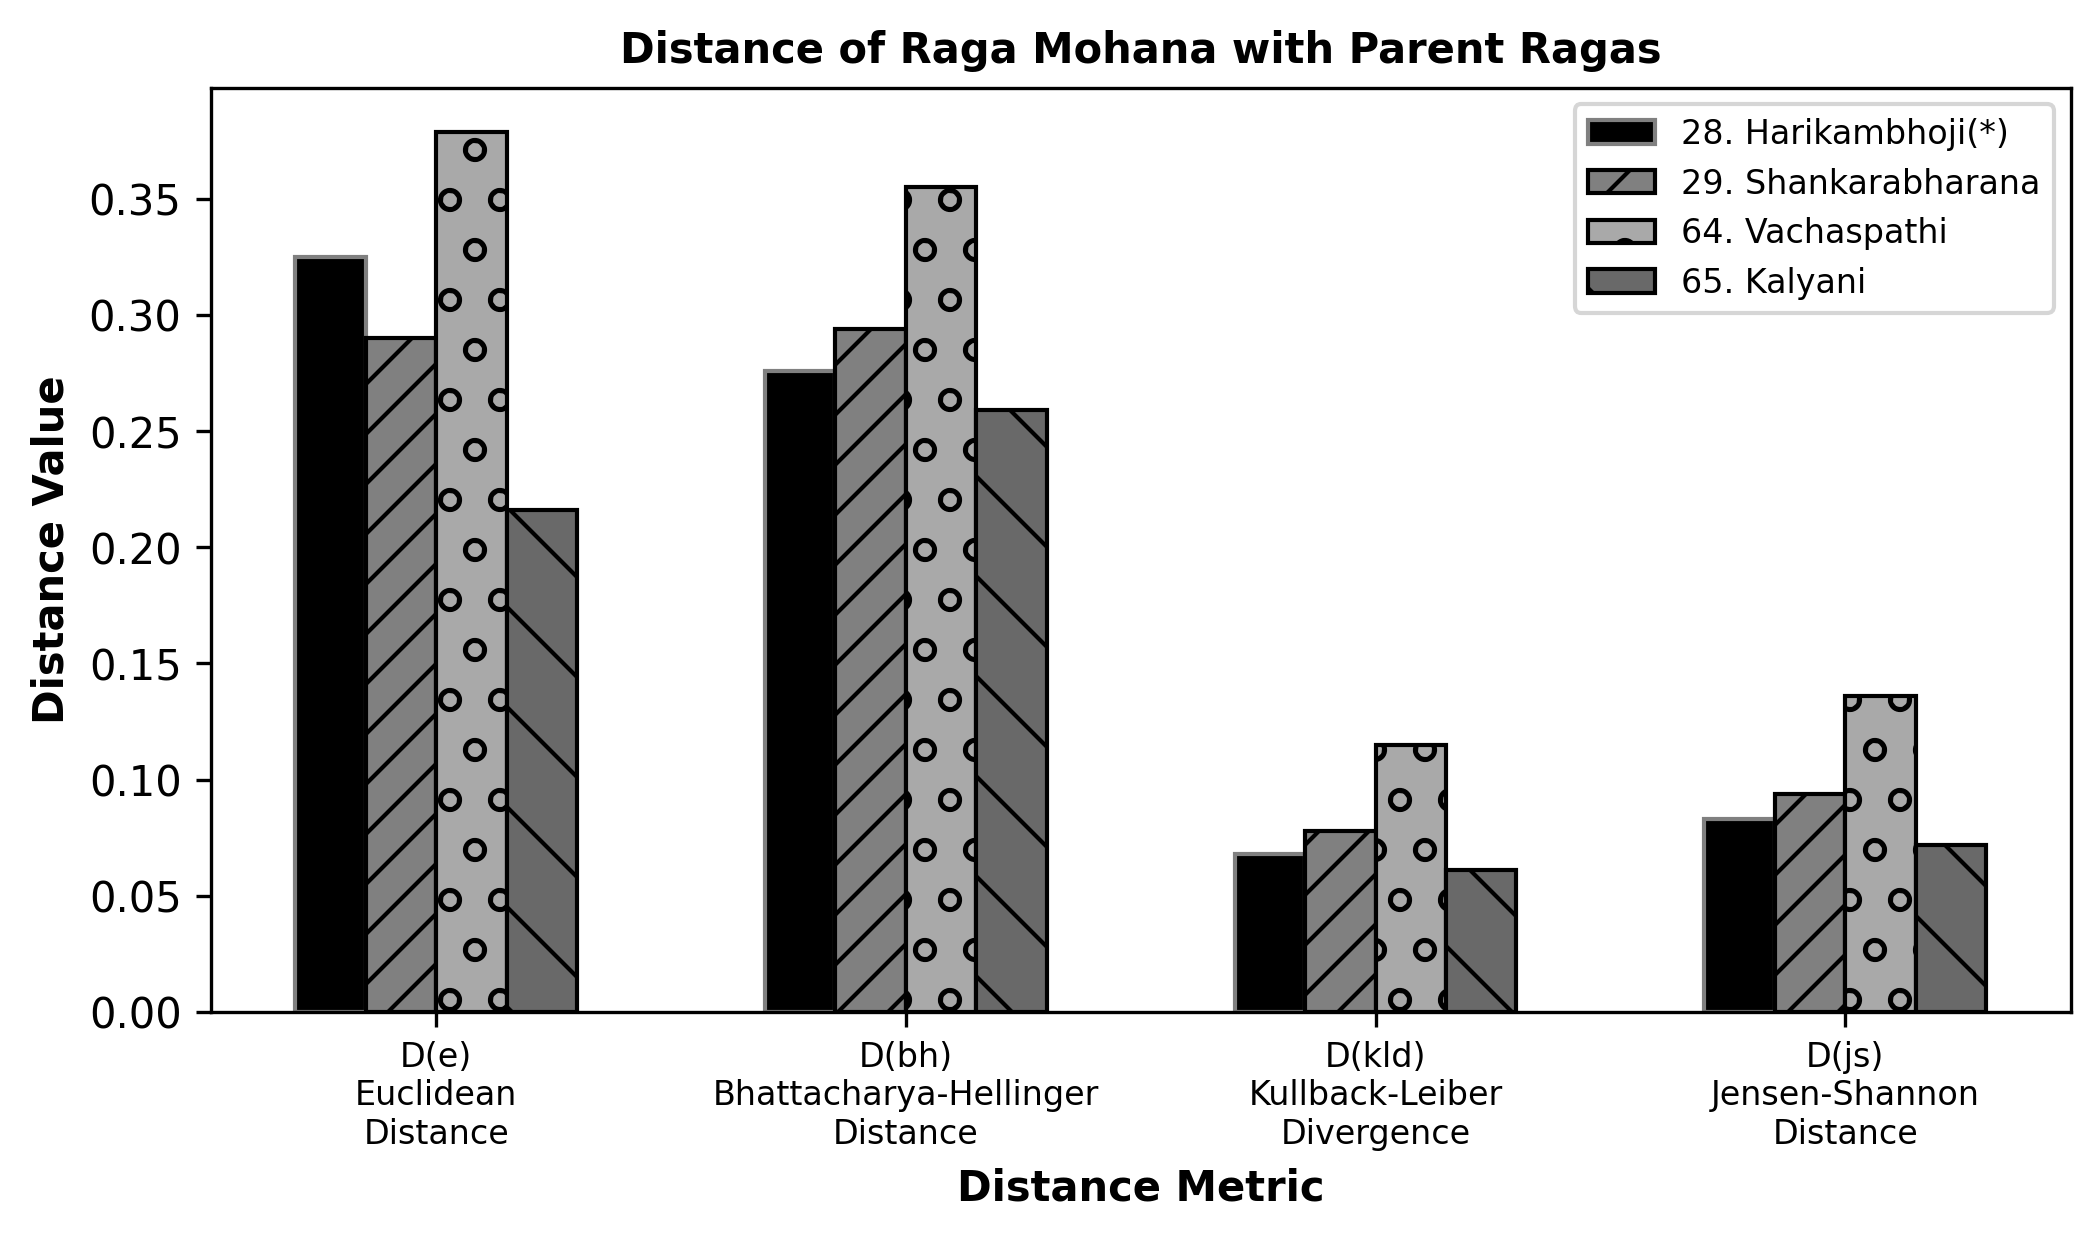 Distance of Raga Mohana with Parent Ragas
28. Harikambhoji(*)
29. Shankarabharana
64. Vachaspathi
65. Kalyani
Distance Value
0.35
0.30
0.25
0.20
0.15
0.10
0.05
0.00
D(e)
Euclidean
Distance
D(bh)
Bhattacharya-Hellinger
Distance
D(kld)
Kullback-Leiber
Divergence
D(js)
Jensen-Shannon
Distance
Distance Metric